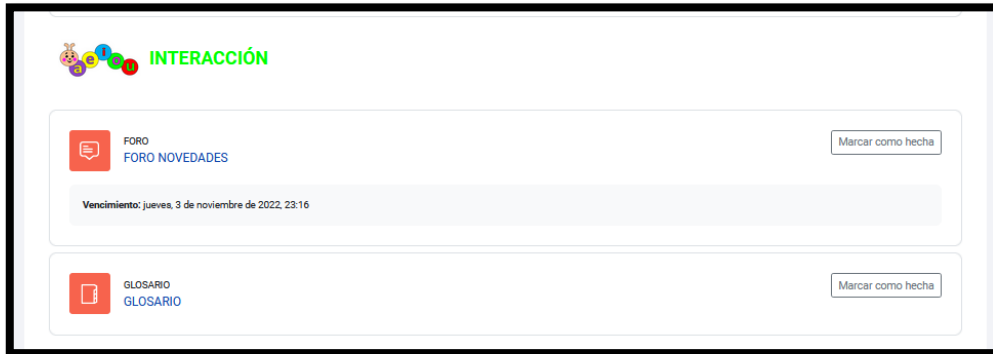 a e i o u INTERACCIÓN
FORO
FORO NOVEDADES
Marcar como hecha
Vencimiento: jueves, 3 de noviembre de 2022, 23:16
GLOSARIO
GLOSARIO
Marcar como hecha